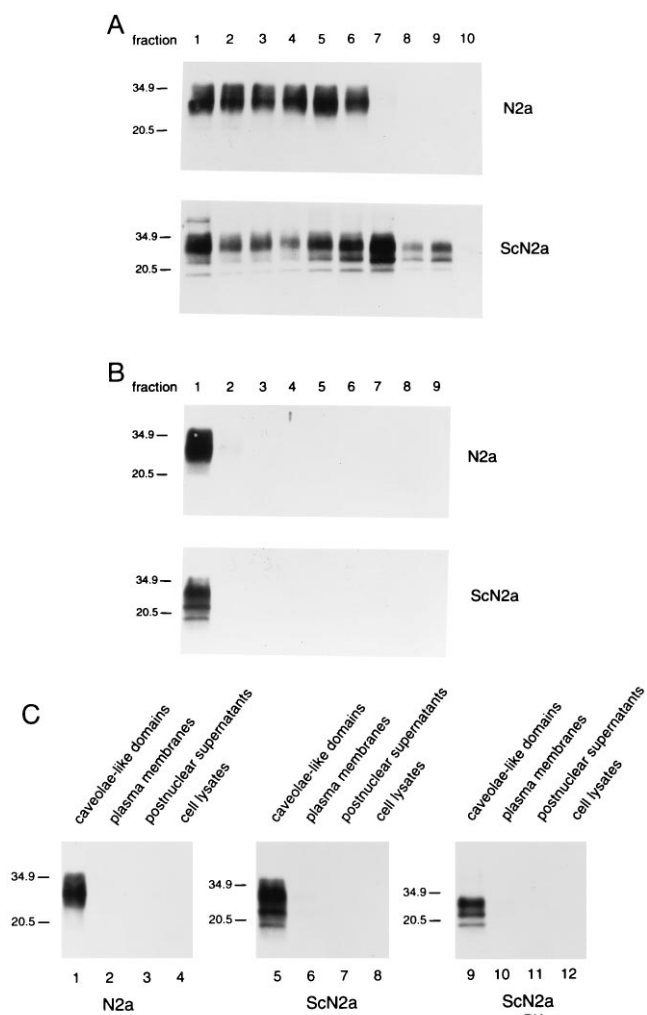 A
fraction 1 2 3 4 5 6 7 8 9 10
34.9
20.5
N2a
34.9
20.5
ScN2a
B
fraction 1 2 3 4 5 6 7 8 9
34.9
20.5
N2a
34.9
20.5
ScN2a
C
caveolae-like domains
plasma membranes
postnuclear supernatants
cell lysates
caveolae-like domains
plasma membranes
postnuclear supernatants
cell lysates
caveolae-like domains
plasma membranes
postnuclear supernatants
cell lysates
34.9
20.5
34.9
20.5
34.9
20.5
1 2 3 4
5 6 7 8
9 10 11 12
N2a
ScN2a
ScN2a